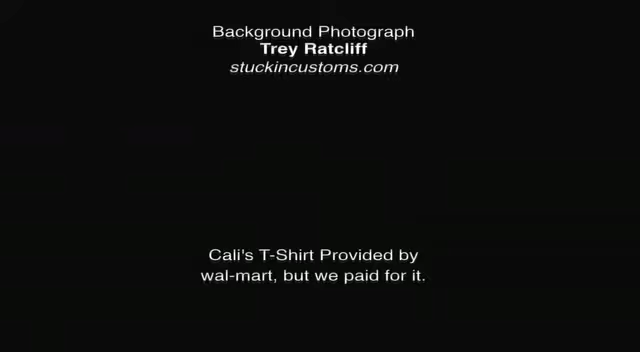 Background Photograph
Trey Ratcliff
stuckincustoms.com
Cali's T-Shirt Provided by
wal-mart, but we paid for it.